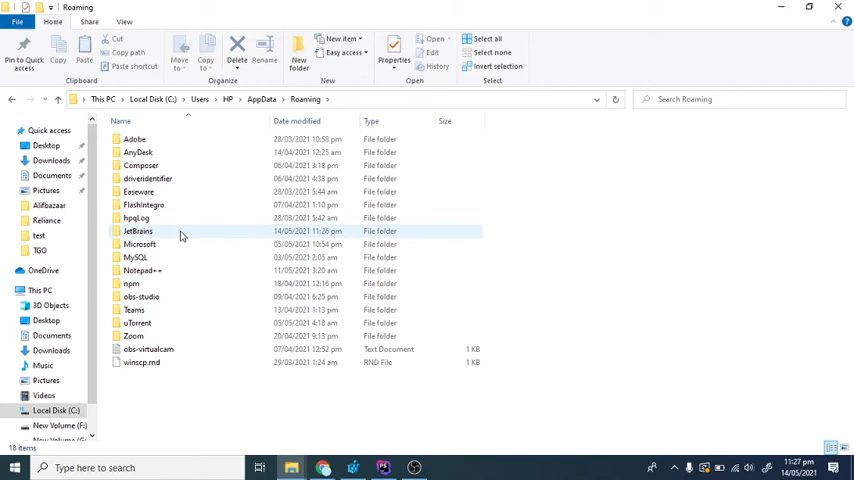 Roaming
File Home Share View
Pin to Quick access
Copy
Paste
Cut
Copy path
Paste shortcut
Clipboard
Move to
Copy to
Delete
Rename
Organize
New folder
New item
Easy access
New
Properties
Open
Edit
History
Open
Select all
Select none
Invert selection
Select
This PC > Local Disk (C:) > Users > HP > AppData > Roaming >
Search Roaming
Name Date modified Type Size
Quick access
Desktop
Downloads
Documents
Pictures
Alifbazaar
Reliance
test
TGO
OneDrive
This PC
3D Objects
Desktop
Documents
Downloads
Music
Pictures
Videos
Local Disk (C:)
New Volume (F:)
Adobe 28/03/2021 10:58 pm File folder
AnyDesk 14/04/2021 12:25 am File folder
Composer 06/04/2021 3:18 pm File folder
driveridentifier 06/04/2021 4:38 pm File folder
Easeware 28/03/2021 5:44 am File folder
FlashIntegro 07/04/2021 1:10 pm File folder
hpqLog 28/03/2021 5:42 am File folder
JetBrains 14/05/2021 11:26 pm File folder
Microsoft 05/05/2021 10:54 pm File folder
MySQL 03/05/2021 2:05 am File folder
Notepad++ 11/05/2021 3:20 am File folder
npm 18/04/2021 12:16 pm File folder
obs-studio 09/04/2021 6:25 pm File folder
Teams 13/04/2021 1:13 pm File folder
uTorrent 05/05/2021 4:18 am File folder
Zoom 20/04/2021 9:13 pm File folder
obs-virtualcam 07/04/2021 12:52 pm Text Document 1 KB
winscp.rnd 29/03/2021 1:24 am RND File 1 KB
18 items
Type here to search
PS
11:27 pm
14/05/2021